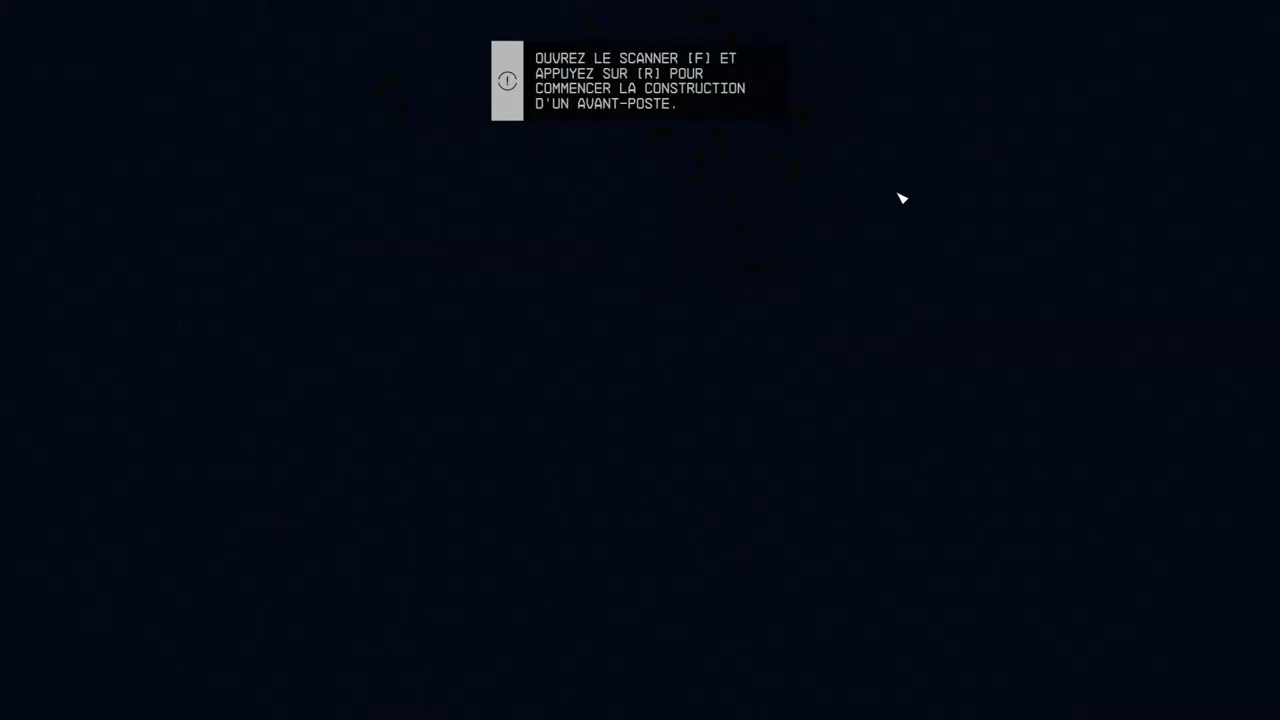 OUVREZ LE SCANNER [F] ET
APPUYEZ SUR [R] POUR
COMMENCER LA CONSTRUCTION
D'UN AVANT-POSTE.